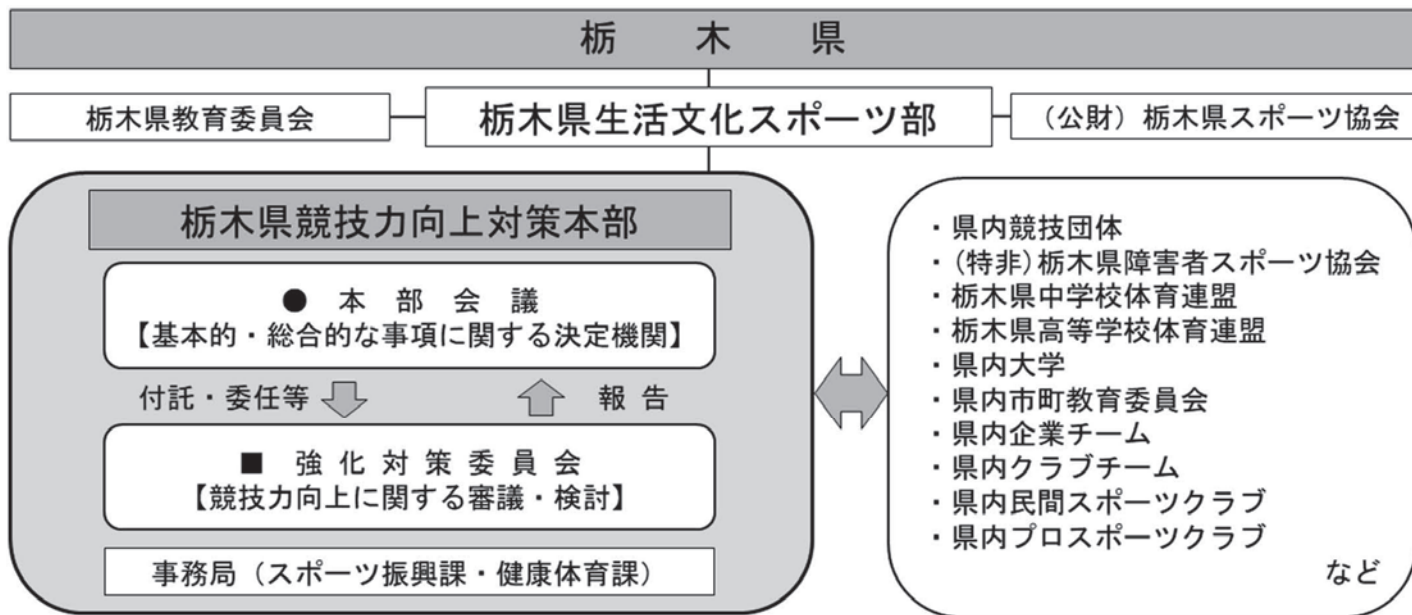 栃木県
栃木県教育委員会
栃木県生活文化スポーツ部
（公財）栃木県スポーツ協会
栃木県競技力向上対策本部
● 本部会議
【基本的・総合的な事項に関する決定機関】
付託・委任等
報告
■ 強化対策委員会
【競技力向上に関する審議・検討】
事務局（スポーツ振興課・健康体育課）
・県内競技団体
・（特非）栃木県障害者スポーツ協会
・栃木県中学校体育連盟
・栃木県高等学校体育連盟
・県内大学
・県内市町教育委員会
・県内企業チーム
・県内クラブチーム
・県内民間スポーツクラブ
・県内プロスポーツクラブ
など